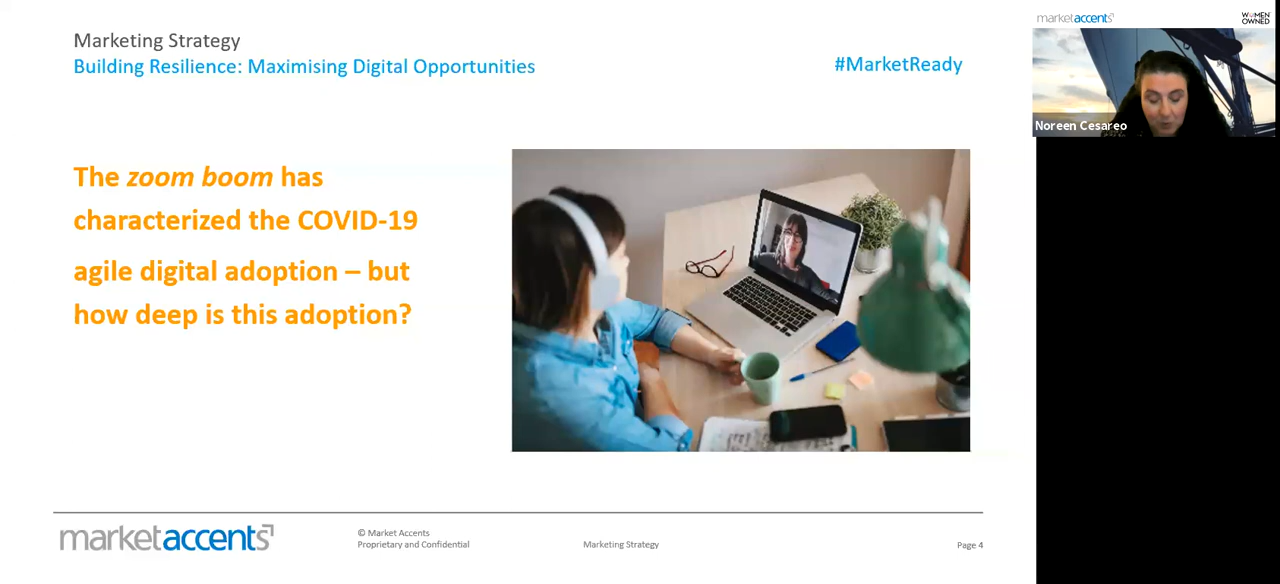 Marketing Strategy
Building Resilience: Maximising Digital Opportunities
#MarketReady
The zoom boom has
characterized the COVID-19
agile digital adoption – but
how deep is this adoption?
marketaccents
© Market Accents
Proprietary and Confidential
Marketing Strategy
Page 4
marketaccents
WOMEN
OWNED
Noreen Cesareo